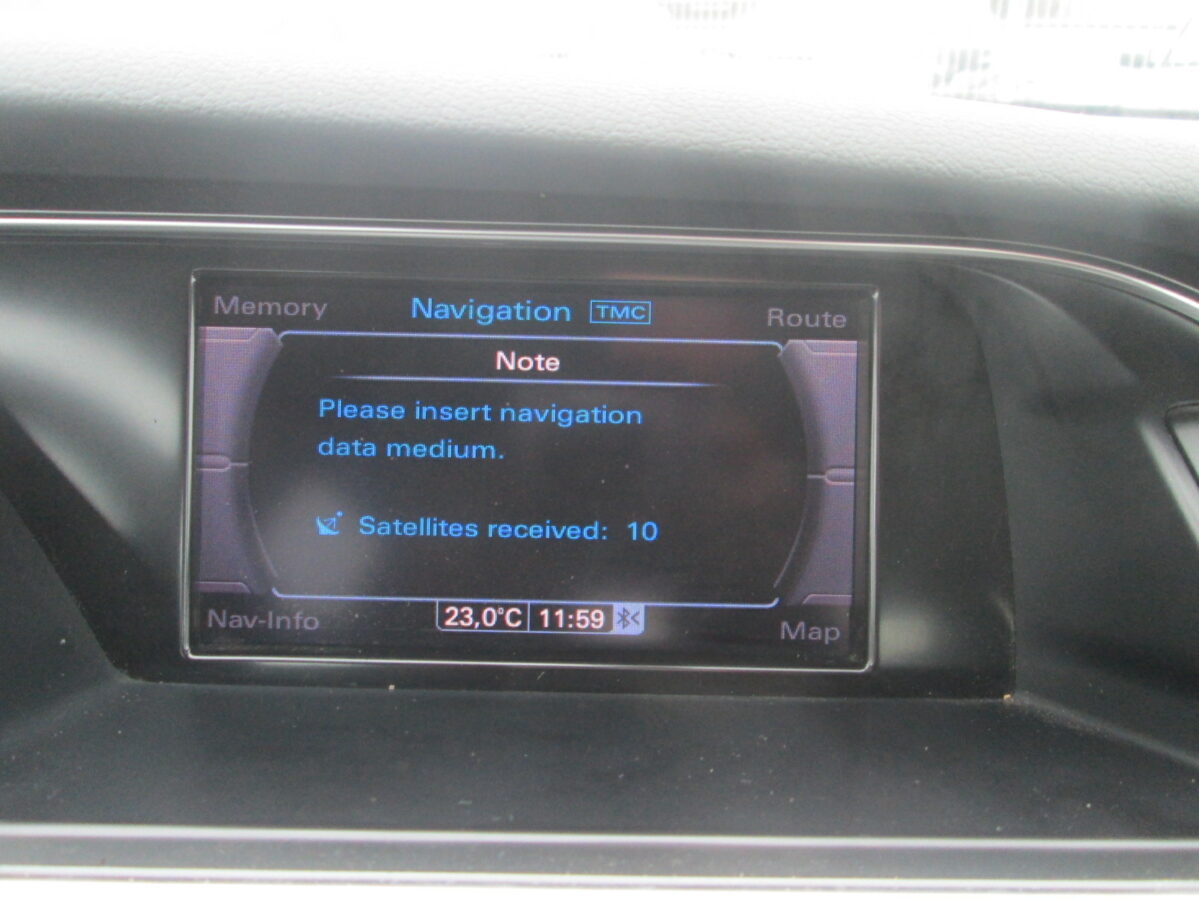 Memory Navigation TMC Route
Note
Please insert navigation
data medium.
Satellites received: 10
Nav-Info 23,0°C 11:59 Map